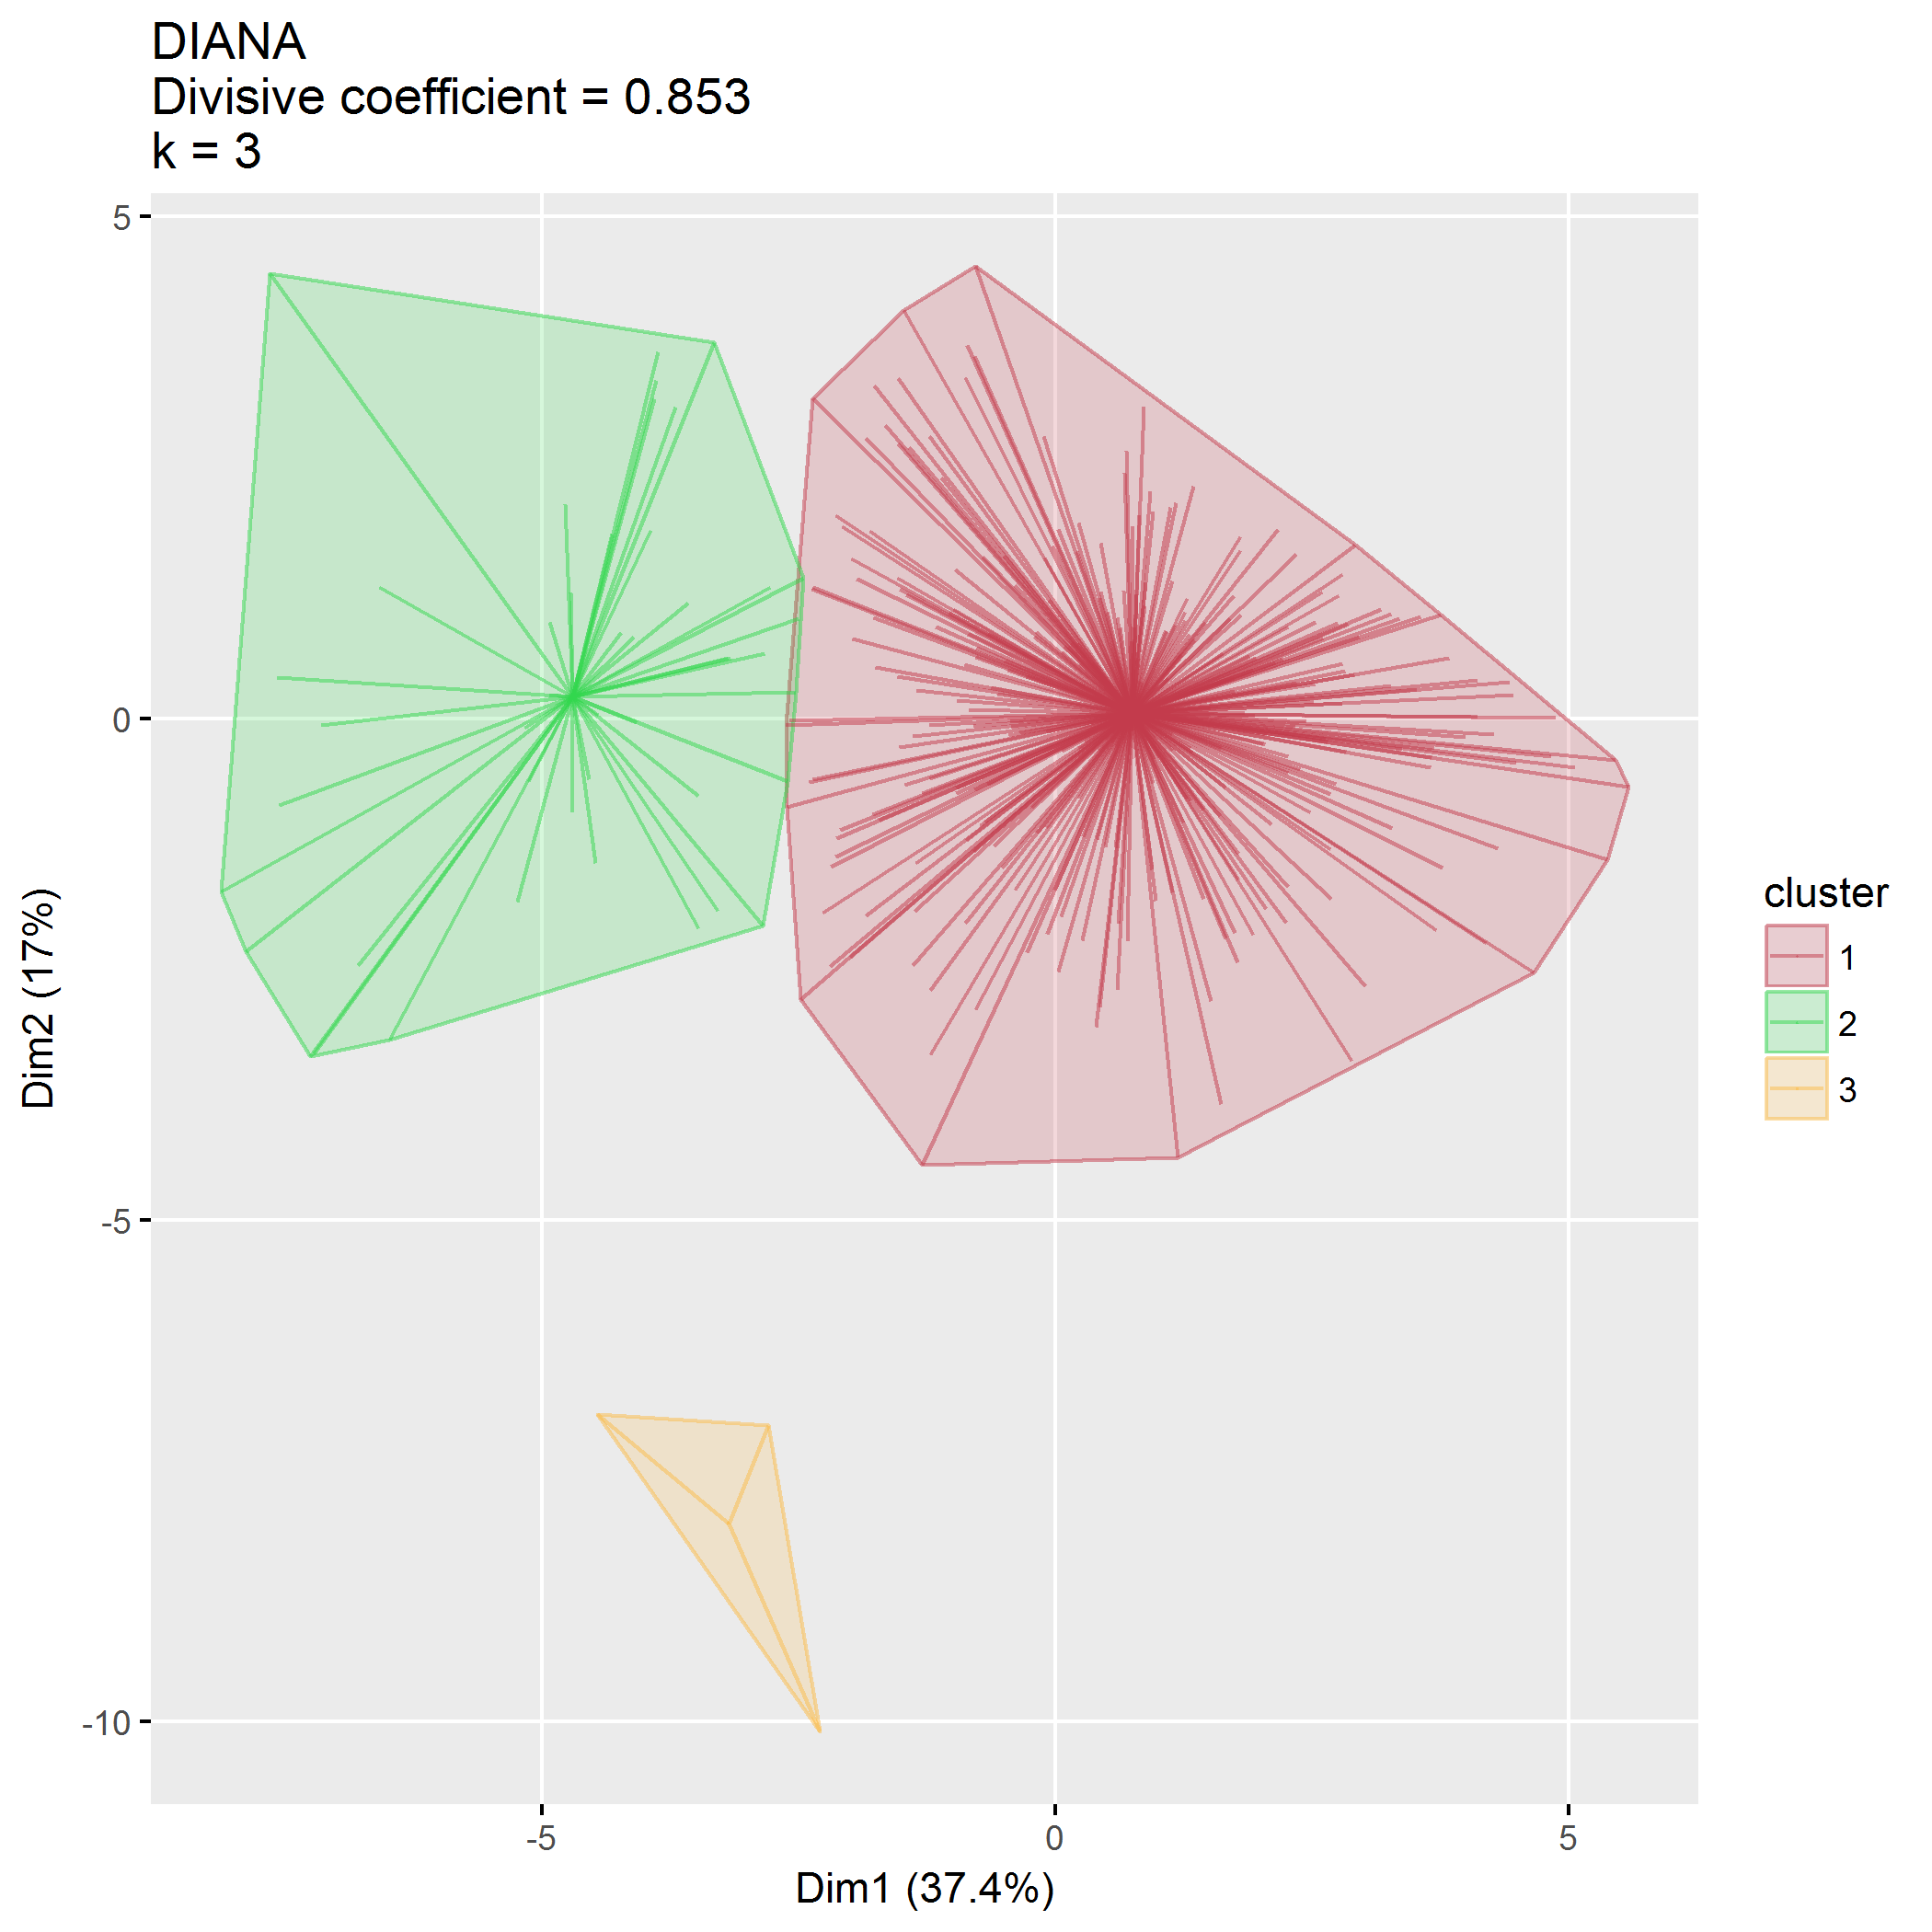 DIANA
Divisive coefficient = 0.853
k = 3
5
0
-5
-10
-5
0
5
Dim1 (37.4%)
Dim2 (17%)
cluster
1
2
3